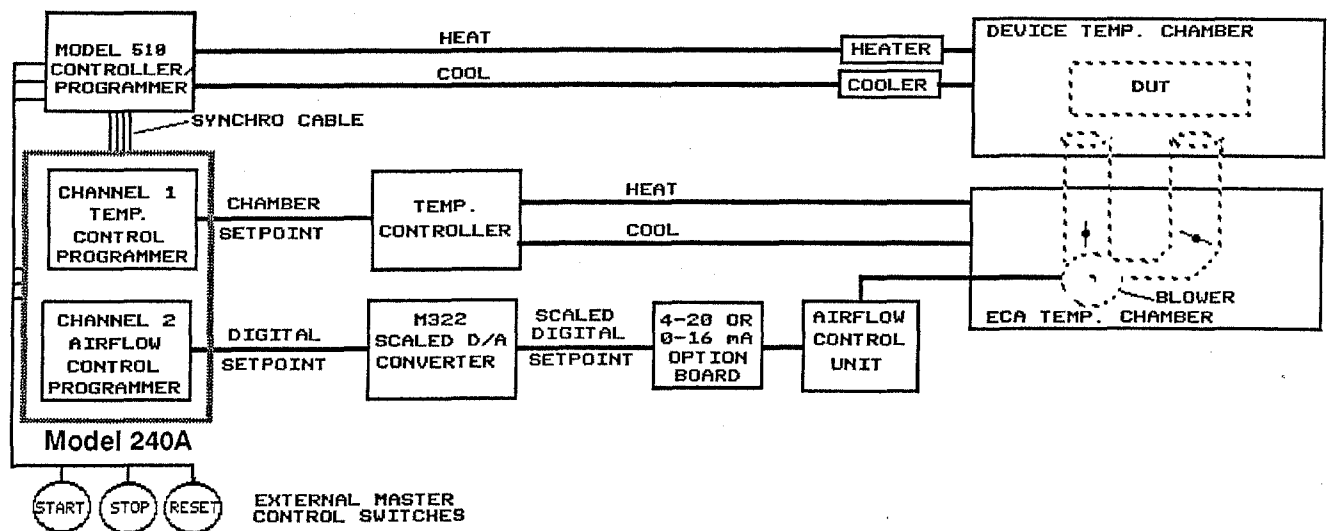 MODEL 510
CONTROLLER/
PROGRAMMER
HEAT
COOL
HEATER
COOLER
DEVICE TEMP. CHAMBER
DUT
SYNCHRO CABLE
CHANNEL 1
TEMP.
CONTROL
PROGRAMMER
CHAMBER
SETPOINT
TEMP.
CONTROLLER
HEAT
COOL
CHANNEL 2
AIRFLOW
CONTROL
PROGRAMMER
DIGITAL
SETPOINT
M322
SCALED D/A
CONVERTER
SCALED
DIGITAL
SETPOINT
4-20 OR
0-16 mA
OPTION
BOARD
AIRFLOW
CONTROL
UNIT
BLOWER
ECA TEMP. CHAMBER
Model 240A
START
STOP
RESET
EXTERNAL MASTER
CONTROL SWITCHES